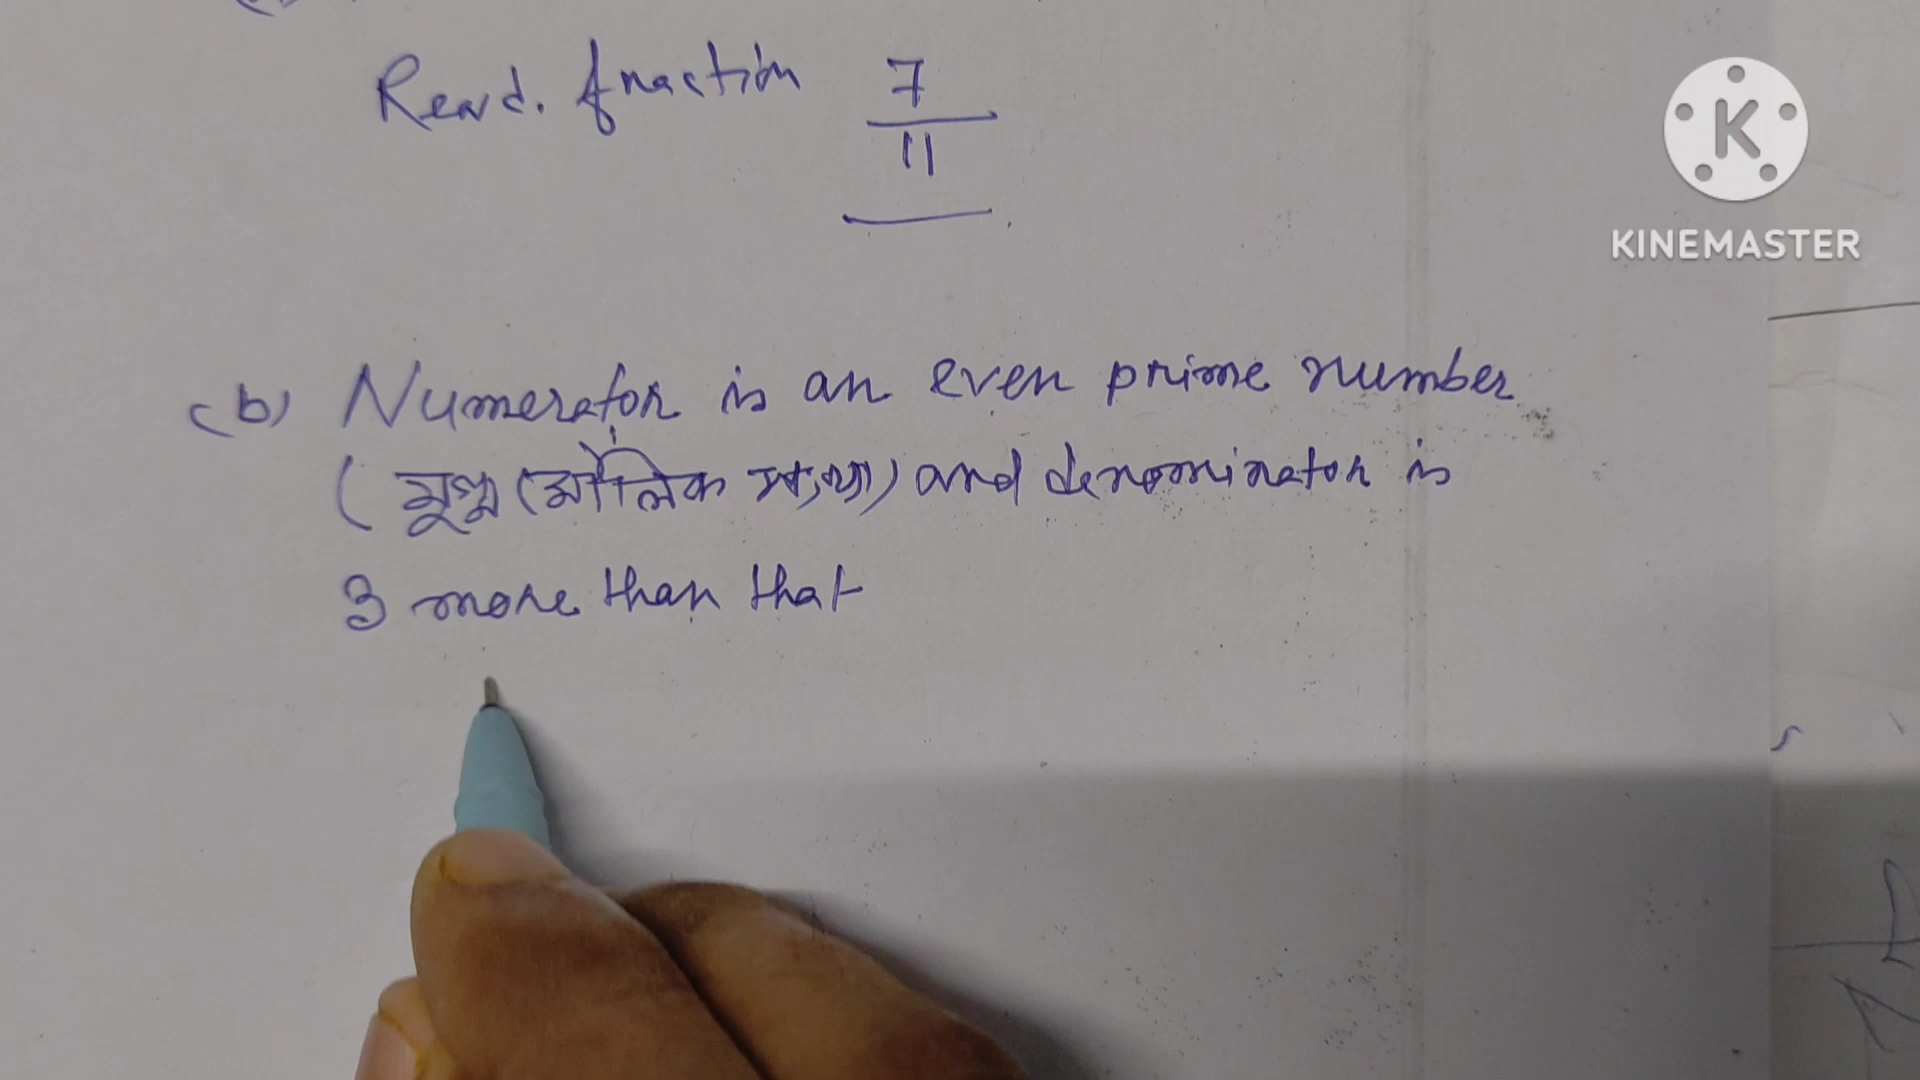 Reqd. fraction 7
11
K
KINEMASTER
(b) Numerator is an even prime number
(যুগ্ম মৌলিক সংখ্যা) and denominator is
3 more than that